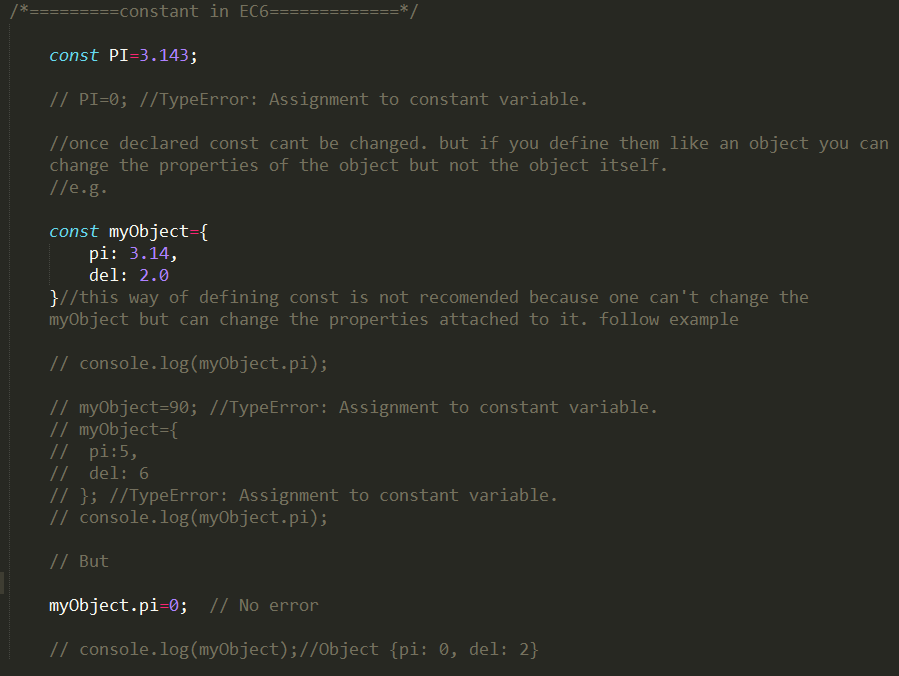 /*=========constant in EC6=============*/
const PI=3.143;
// PI=0; //TypeError: Assignment to constant variable.
//once declared const cant be changed. but if you define them like an object you can
change the properties of the object but not the object itself.
//e.g.
const myObject={
pi: 3.14,
del: 2.0
}//this way of defining const is not recomended because one can't change the
myObject but can change the properties attached to it. follow example
// console.log(myObject.pi);
// myObject=90; //TypeError: Assignment to constant variable.
// myObject={
//  pi:5,
//  del: 6
// }; //TypeError: Assignment to constant variable.
// console.log(myObject.pi);
// But
myObject.pi=0;  // No error
// console.log(myObject);//Object {pi: 0, del: 2}